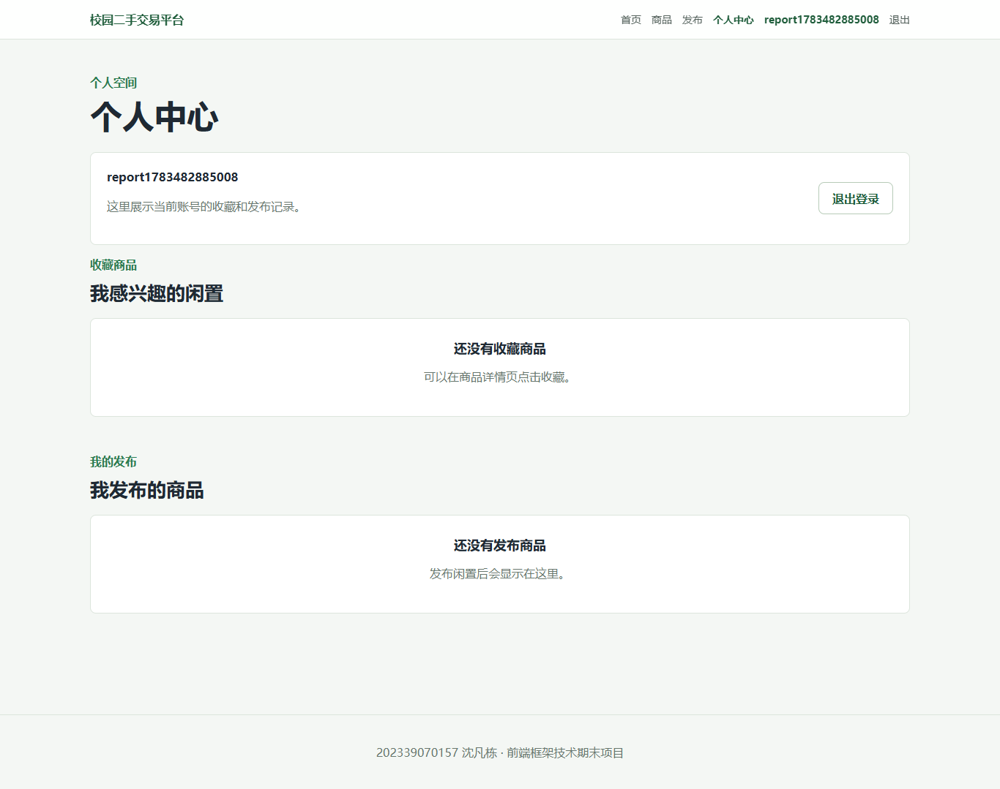 校园二手交易平台
首页 商品 发布 个人中心 report1783482885008 退出
个人空间
个人中心
report1783482885008
这里展示当前账号的收藏和发布记录。
退出登录
收藏商品
我感兴趣的闲置
还没有收藏商品
可以在商品详情页点击收藏。
我的发布
我发布的商品
还没有发布商品
发布闲置后会显示在这里。
202339070157 沈凡栋 · 前端框架技术期末项目